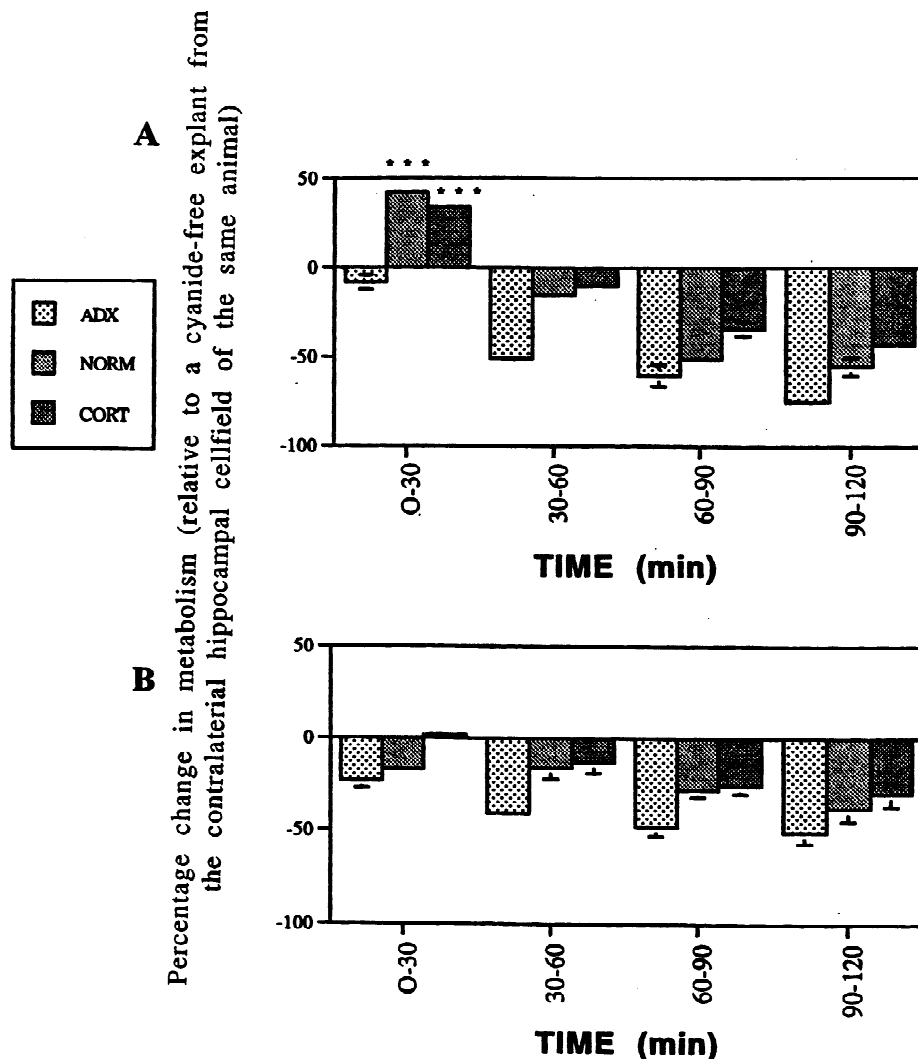 Percentage change in metabolism (relative to a cyanide-free explant from
the contralaterial hippocampal cellfield of the same animal)
ADX
NORM
CORT
A
* * *
* * *
50
0
-50
-100
O-30
30-60
60-90
90-120
TIME (min)
B
50
0
-50
-100
O-30
30-60
60-90
90-120
TIME (min)